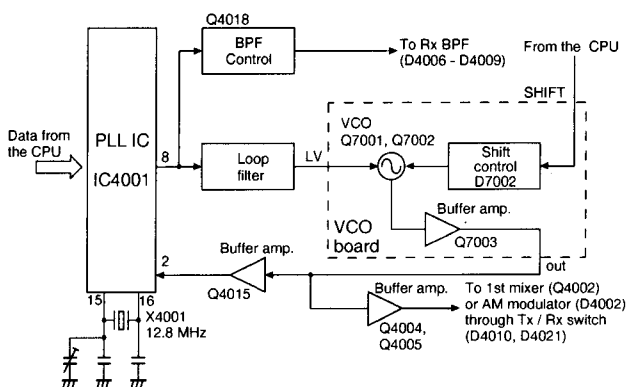 Q4018
BPF
Control
To Rx BPF
(D4006 - D4009)
From the CPU
SHIFT
Data from
the CPU
PLL IC
IC4001
8
Loop
filter
LV
VCO
Q7001, Q7002
Shift
control
D7002
Buffer amp.
Q7003
VCO
board
out
2
Buffer amp.
Q4015
Buffer amp.
Q4004,
Q4005
To 1st mixer (Q4002)
or AM modulator (D4002)
through Tx / Rx switch
(D4010, D4021)
15
16
X4001
12.8 MHz